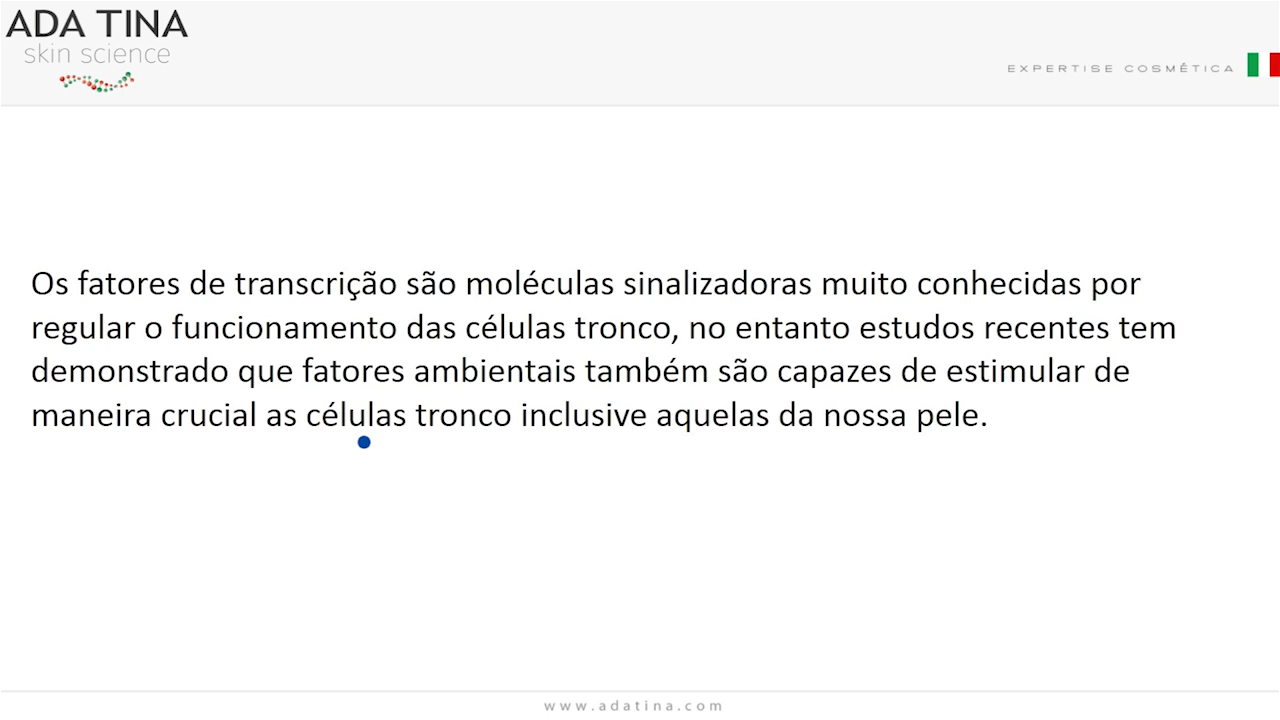 ADA TINA
skin science
EXPERTISE COSMÉTICA
Os fatores de transcrição são moléculas sinalizadoras muito conhecidas por
regular o funcionamento das células tronco, no entanto estudos recentes tem
demonstrado que fatores ambientais também são capazes de estimular de
maneira crucial as células tronco inclusive aquelas da nossa pele.
www.adatina.com